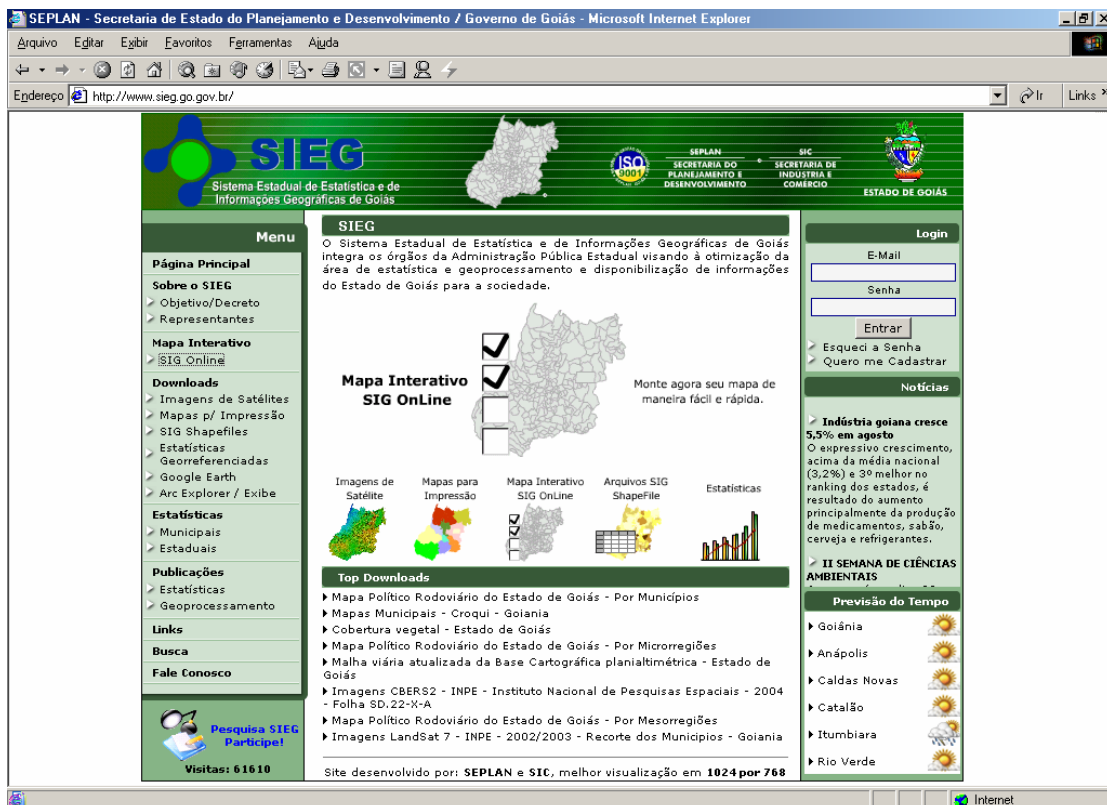 SEPLAN - Secretaria de Estado do Planejamento e Desenvolvimento / Governo de Goiás - Microsoft Internet Explorer
Arquivo Editar Exibir Favoritos Ferramentas Ajuda
Endereço http://www.sieg.go.gov.br/ Ir Links »
SIEG
Sistema Estadual de Estatística e de
Informações Geográficas de Goiás
ISO
9001
SEPLAN
SECRETARIA DO
PLANEJAMENTO E
DESENVOLVIMENTO
SIC
SECRETARIA DE
INDÚSTRIA E
COMÉRCIO
ESTADO DE GOIÁS
Menu
Página Principal
Sobre o SIEG
Objetivo/Decreto
Representantes
Mapa Interativo
SIG Online
Downloads
Imagens de Satélites
Mapas p/ Impressão
SIG Shapefiles
Estatísticas
Georreferenciadas
Google Earth
Arc Explorer / Exibe
Estatísticas
Municipais
Estaduais
Publicações
Estatísticas
Geoprocessamento
Links
Busca
Fale Conosco
Pesquisa SIEG
Participe!
Visitas: 61610
SIEG
O Sistema Estadual de Estatística e de Informações Geográficas de Goiás
integra os órgãos da Administração Pública Estadual visando à otimização da
área de estatística e geoprocessamento e disponibilização de informações
do Estado de Goiás para a sociedade.
Mapa Interativo
SIG OnLine
Monte agora seu mapa de
maneira fácil e rápida.
Imagens de
Satélite
Mapas para
Impressão
Mapa Interativo
SIG OnLine
Arquivos SIG
ShapeFile
Estatísticas
Top Downloads
Mapa Político Rodoviário do Estado de Goiás - Por Municípios
Mapas Municipais - Croqui - Goiania
Cobertura vegetal - Estado de Goiás
Mapa Político Rodoviário do Estado de Goiás - Por Microrregiões
Malha viária atualizada da Base Cartográfica planialtimétrica - Estado de
Goiás
Imagens CBERS2 - INPE - Instituto Nacional de Pesquisas Espaciais - 2004
- Folha SD.22-X-A
Mapa Político Rodoviário do Estado de Goiás - Por Mesorregiões
Imagens LandSat 7 - INPE - 2002/2003 - Recorte dos Municipios - Goiania
Site desenvolvido por: SEPLAN e SIC, melhor visualização em 1024 por 768
Login
E-Mail
Senha
Entrar
Esqueci a Senha
Quero me Cadastrar
Notícias
Indústria goiana cresce
5,5% em agosto
O expressivo crescimento,
acima da média nacional
(3,2%) e 3º melhor no
ranking dos estados, é
resultado do aumento
principalmente da produção
de medicamentos, sabão,
cerveja e refrigerantes.
II SEMANA DE CIÊNCIAS
AMBIENTAIS
Previsão do Tempo
Goiânia
Anápolis
Caldas Novas
Catalão
Itumbiara
Rio Verde
Internet